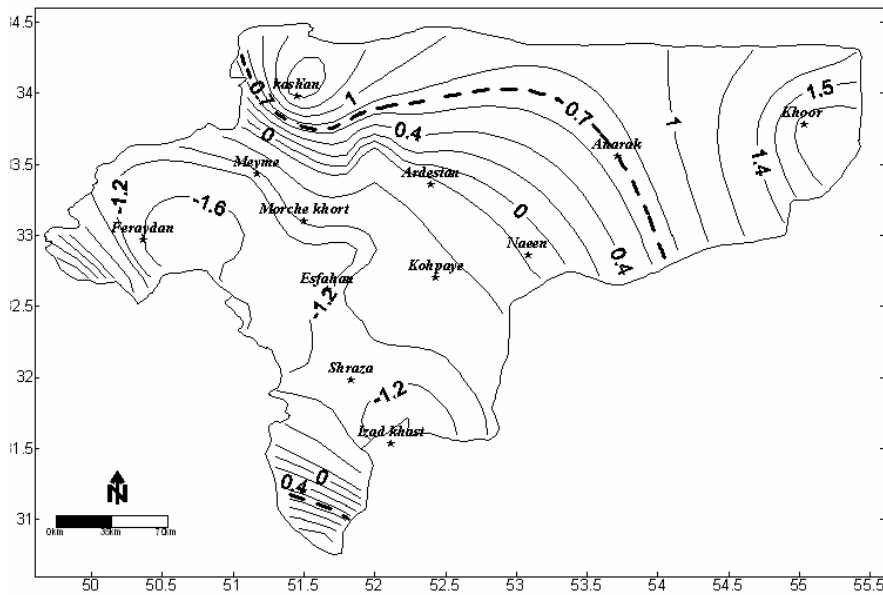 34.5
34
33.5
33
32.5
32
31.5
31
50
50.5
51
51.5
52
52.5
53
53.5
54
54.5
55
55.5
kashan
0.7
1
0.7
1
1.5
Khoor
0
0.4
Anarak
1.4
Meyme
Ardestan
-1.2
-1.6
Morche khort
0
Feraydan
Naeen
0.4
Kohpaye
Esfahan
-1.2
Shraza
-1.2
Izad khast
0
0.4
N
0km
35km
70km